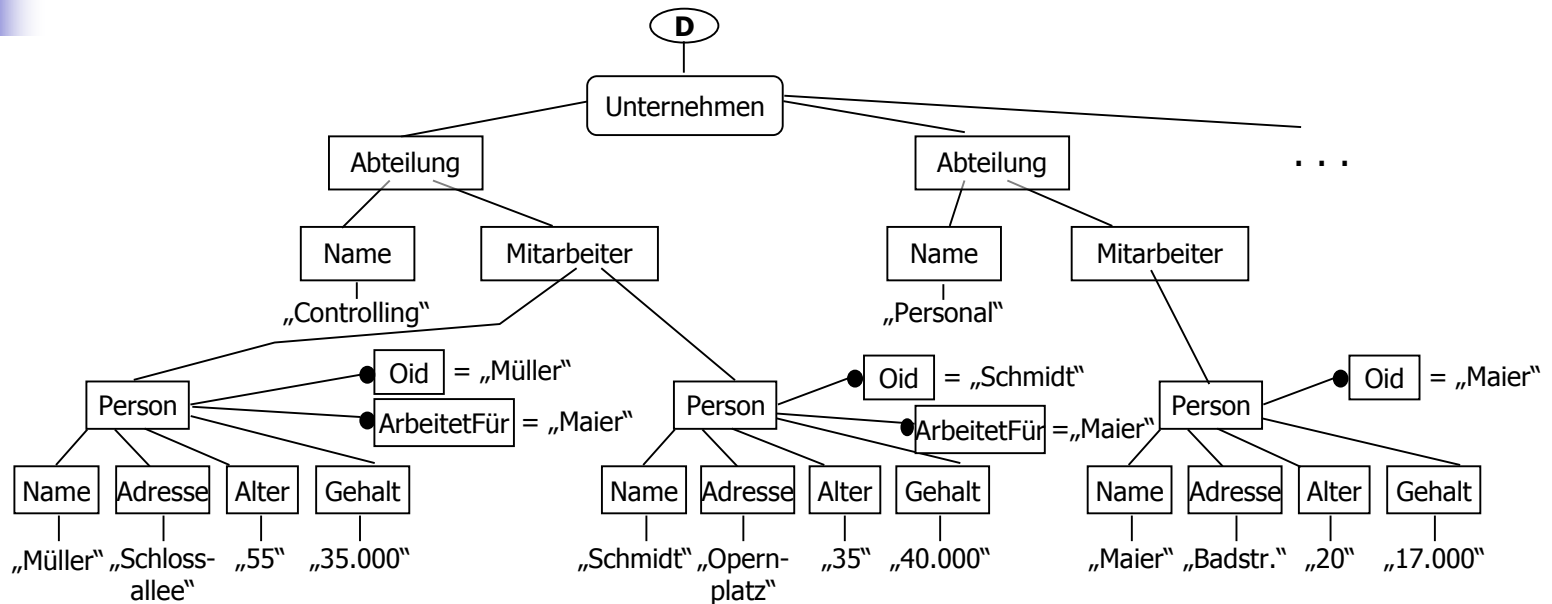 D
Unternehmen
Abteilung Abteilung . . .
Name Mitarbeiter Name Mitarbeiter
„Controlling“ „Personal“
Oid = „Müller“ Oid = „Schmidt“ Oid = „Maier“
Person Person Person
ArbeitetFür = „Maier“ ArbeitetFür =„Maier“
Name Adresse Alter Gehalt Name Adresse Alter Gehalt Name Adresse Alter Gehalt
„Müller“ „Schloss- „55“ „35.000“ „Schmidt“ „Opern- „35“ „40.000“ „Maier“ „Badstr.“ „20“ „17.000“
allee“ platz“